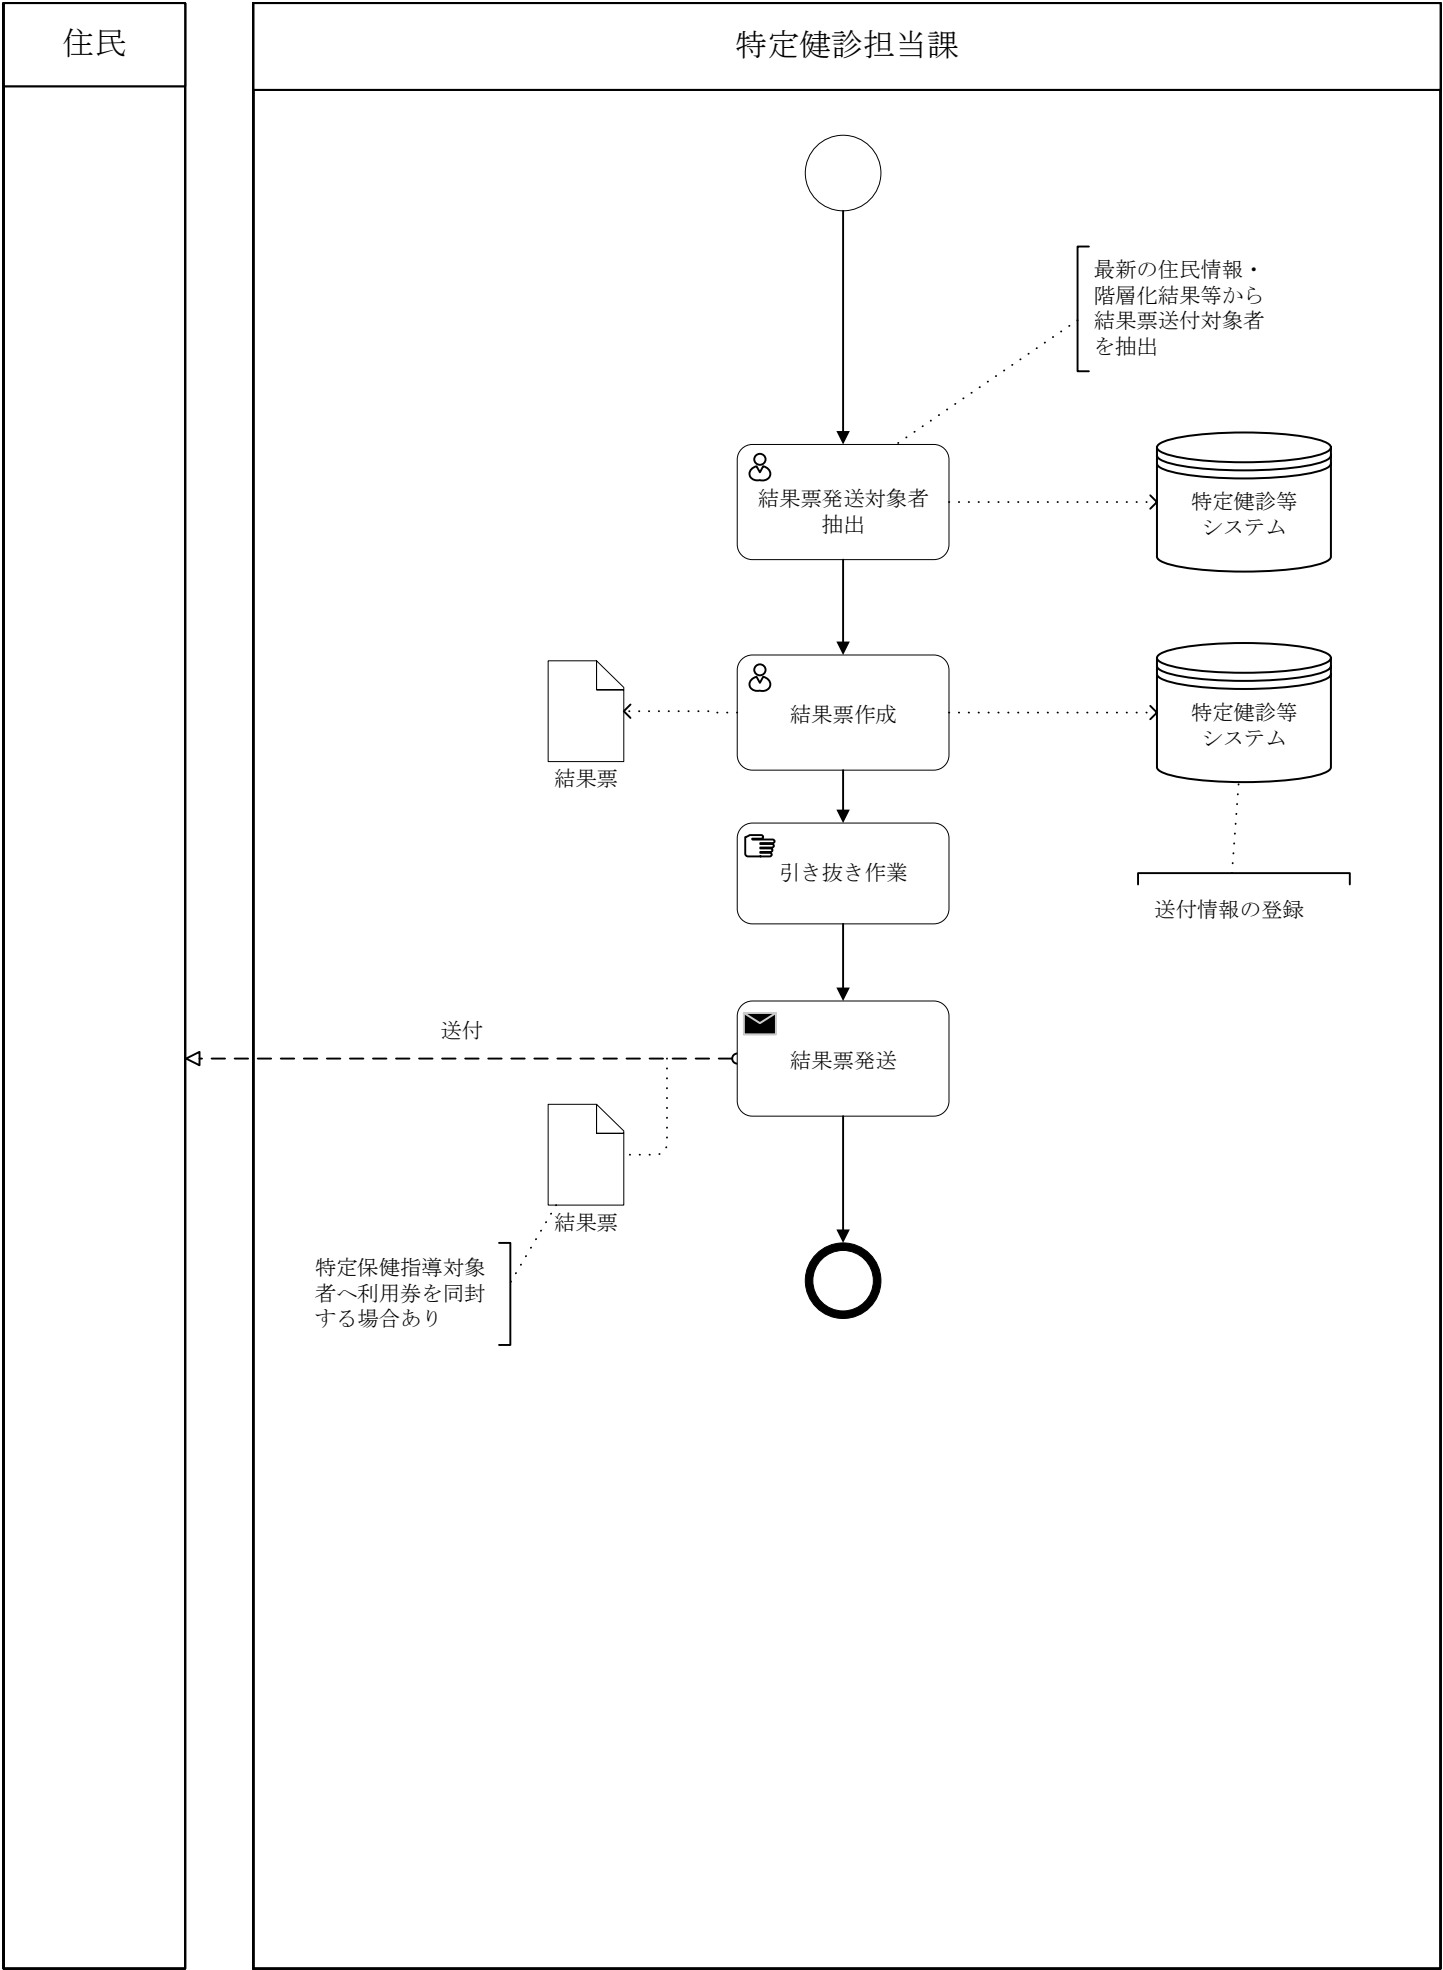 住民
特定健診担当課
最新の住民情報・
階層化結果等から
結果票送付対象者
を抽出
結果票発送対象者
抽出
特定健診等
システム
結果票作成
特定健診等
システム
結果票
引き抜き作業
送付情報の登録
送付
結果票発送
結果票
特定保健指導対象
者へ利用券を同封
する場合あり